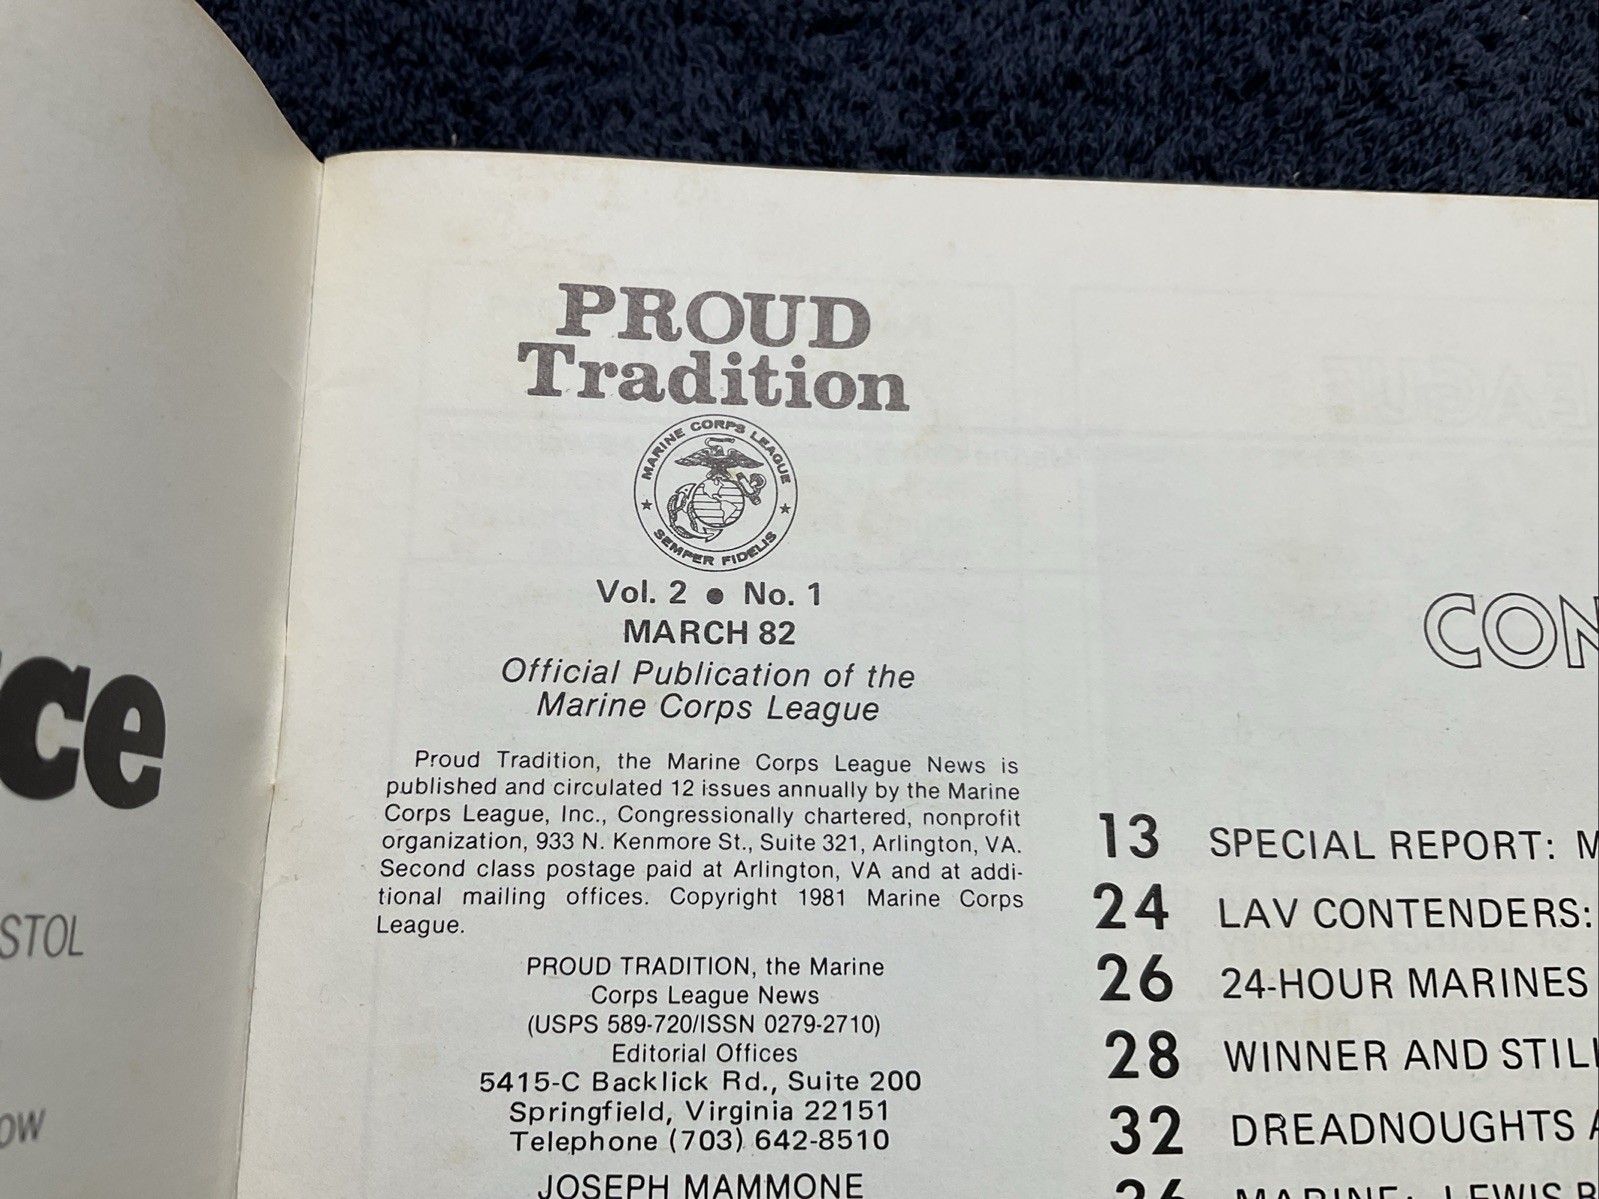 ce
STOL
OW
PROUD
Tradition
MARINE CORPS LEAGUE
SEMPER FIDELIS
Vol. 2 ● No. 1
MARCH 82
Official Publication of the
Marine Corps League
Proud Tradition, the Marine Corps League News is
published and circulated 12 issues annually by the Marine
Corps League, Inc., Congressionally chartered, nonprofit
organization, 933 N. Kenmore St., Suite 321, Arlington, VA.
Second class postage paid at Arlington, VA and at addi-
tional mailing offices. Copyright 1981 Marine Corps
League.
PROUD TRADITION, the Marine
Corps League News
(USPS 589-720/ISSN 0279-2710)
Editorial Offices
5415-C Backlick Rd., Suite 200
Springfield, Virginia 22151
Telephone (703) 642-8510
JOSEPH MAMMONE
CON
13 SPECIAL REPORT: M
24 LAV CONTENDERS:
26 24-HOUR MARINES
28 WINNER AND STILL
32 DREADNOUGHTS A
36 MARINE: LEWIS B